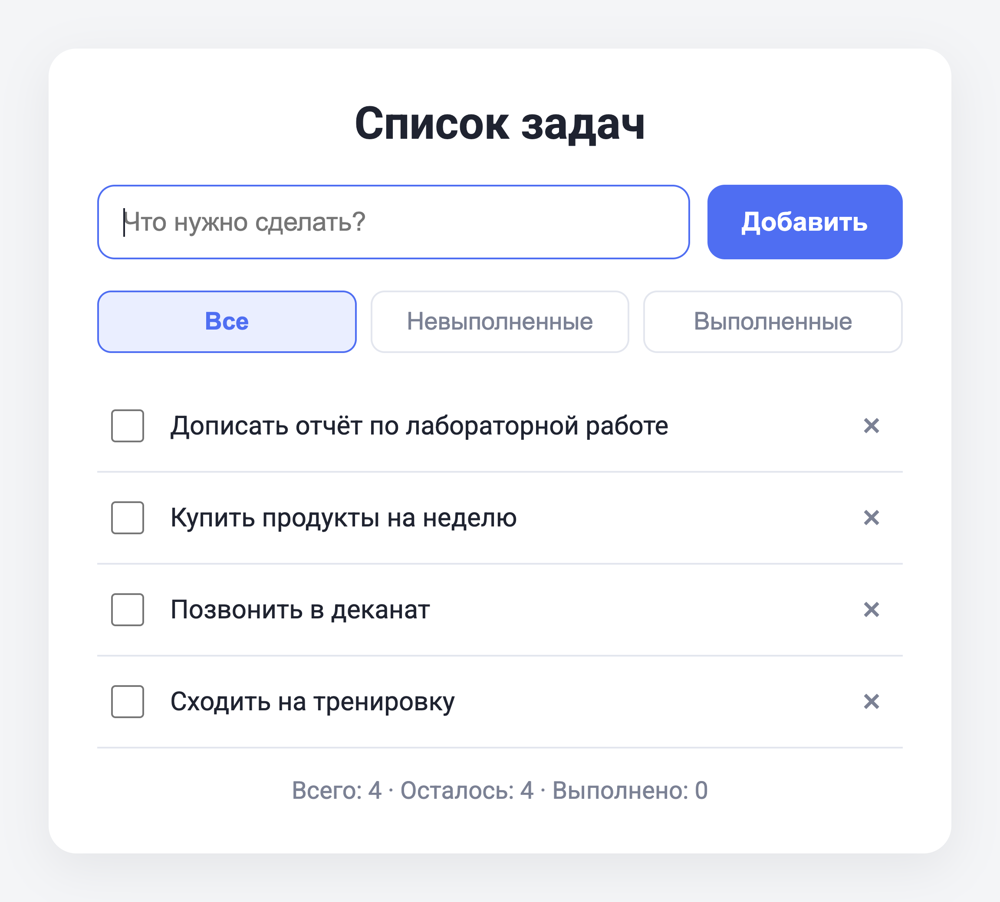 Список задач
Что нужно сделать?
Добавить
Все
Невыполненные
Выполненные
Дописать отчёт по лабораторной работе
×
Купить продукты на неделю
×
Позвонить в деканат
×
Сходить на тренировку
×
Всего: 4 · Осталось: 4 · Выполнено: 0